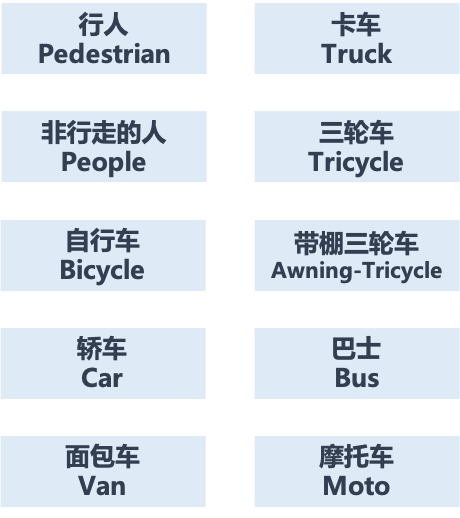 行人
Pedestrian
卡车
Truck
非行走的人
People
三轮车
Tricycle
自行车
Bicycle
带棚三轮车
Awning-Tricycle
轿车
Car
巴士
Bus
面包车
Van
摩托车
Moto